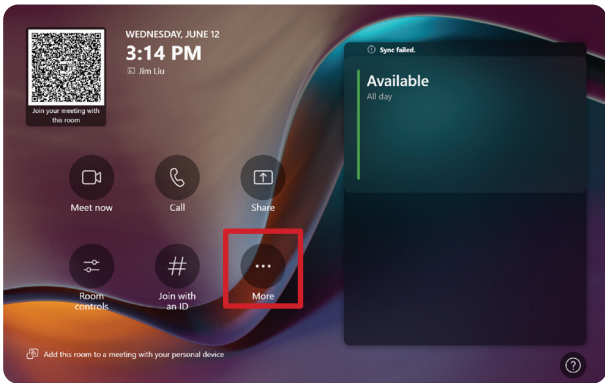 WEDNESDAY, JUNE 12
3:14 PM
Jim Liu
Join your meeting with
this room
Sync failed.
Available
All day
Meet now
Call
Share
Room
controls
Join with
an ID
More
Add this room to a meeting with your personal device